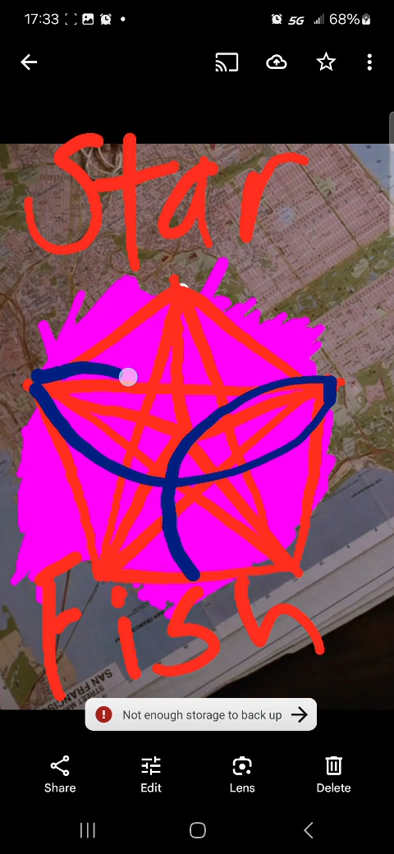 17:33
5G
68%
Star
Fish
SAN FRANCISCO
Not enough storage to back up
Share Edit Lens Delete